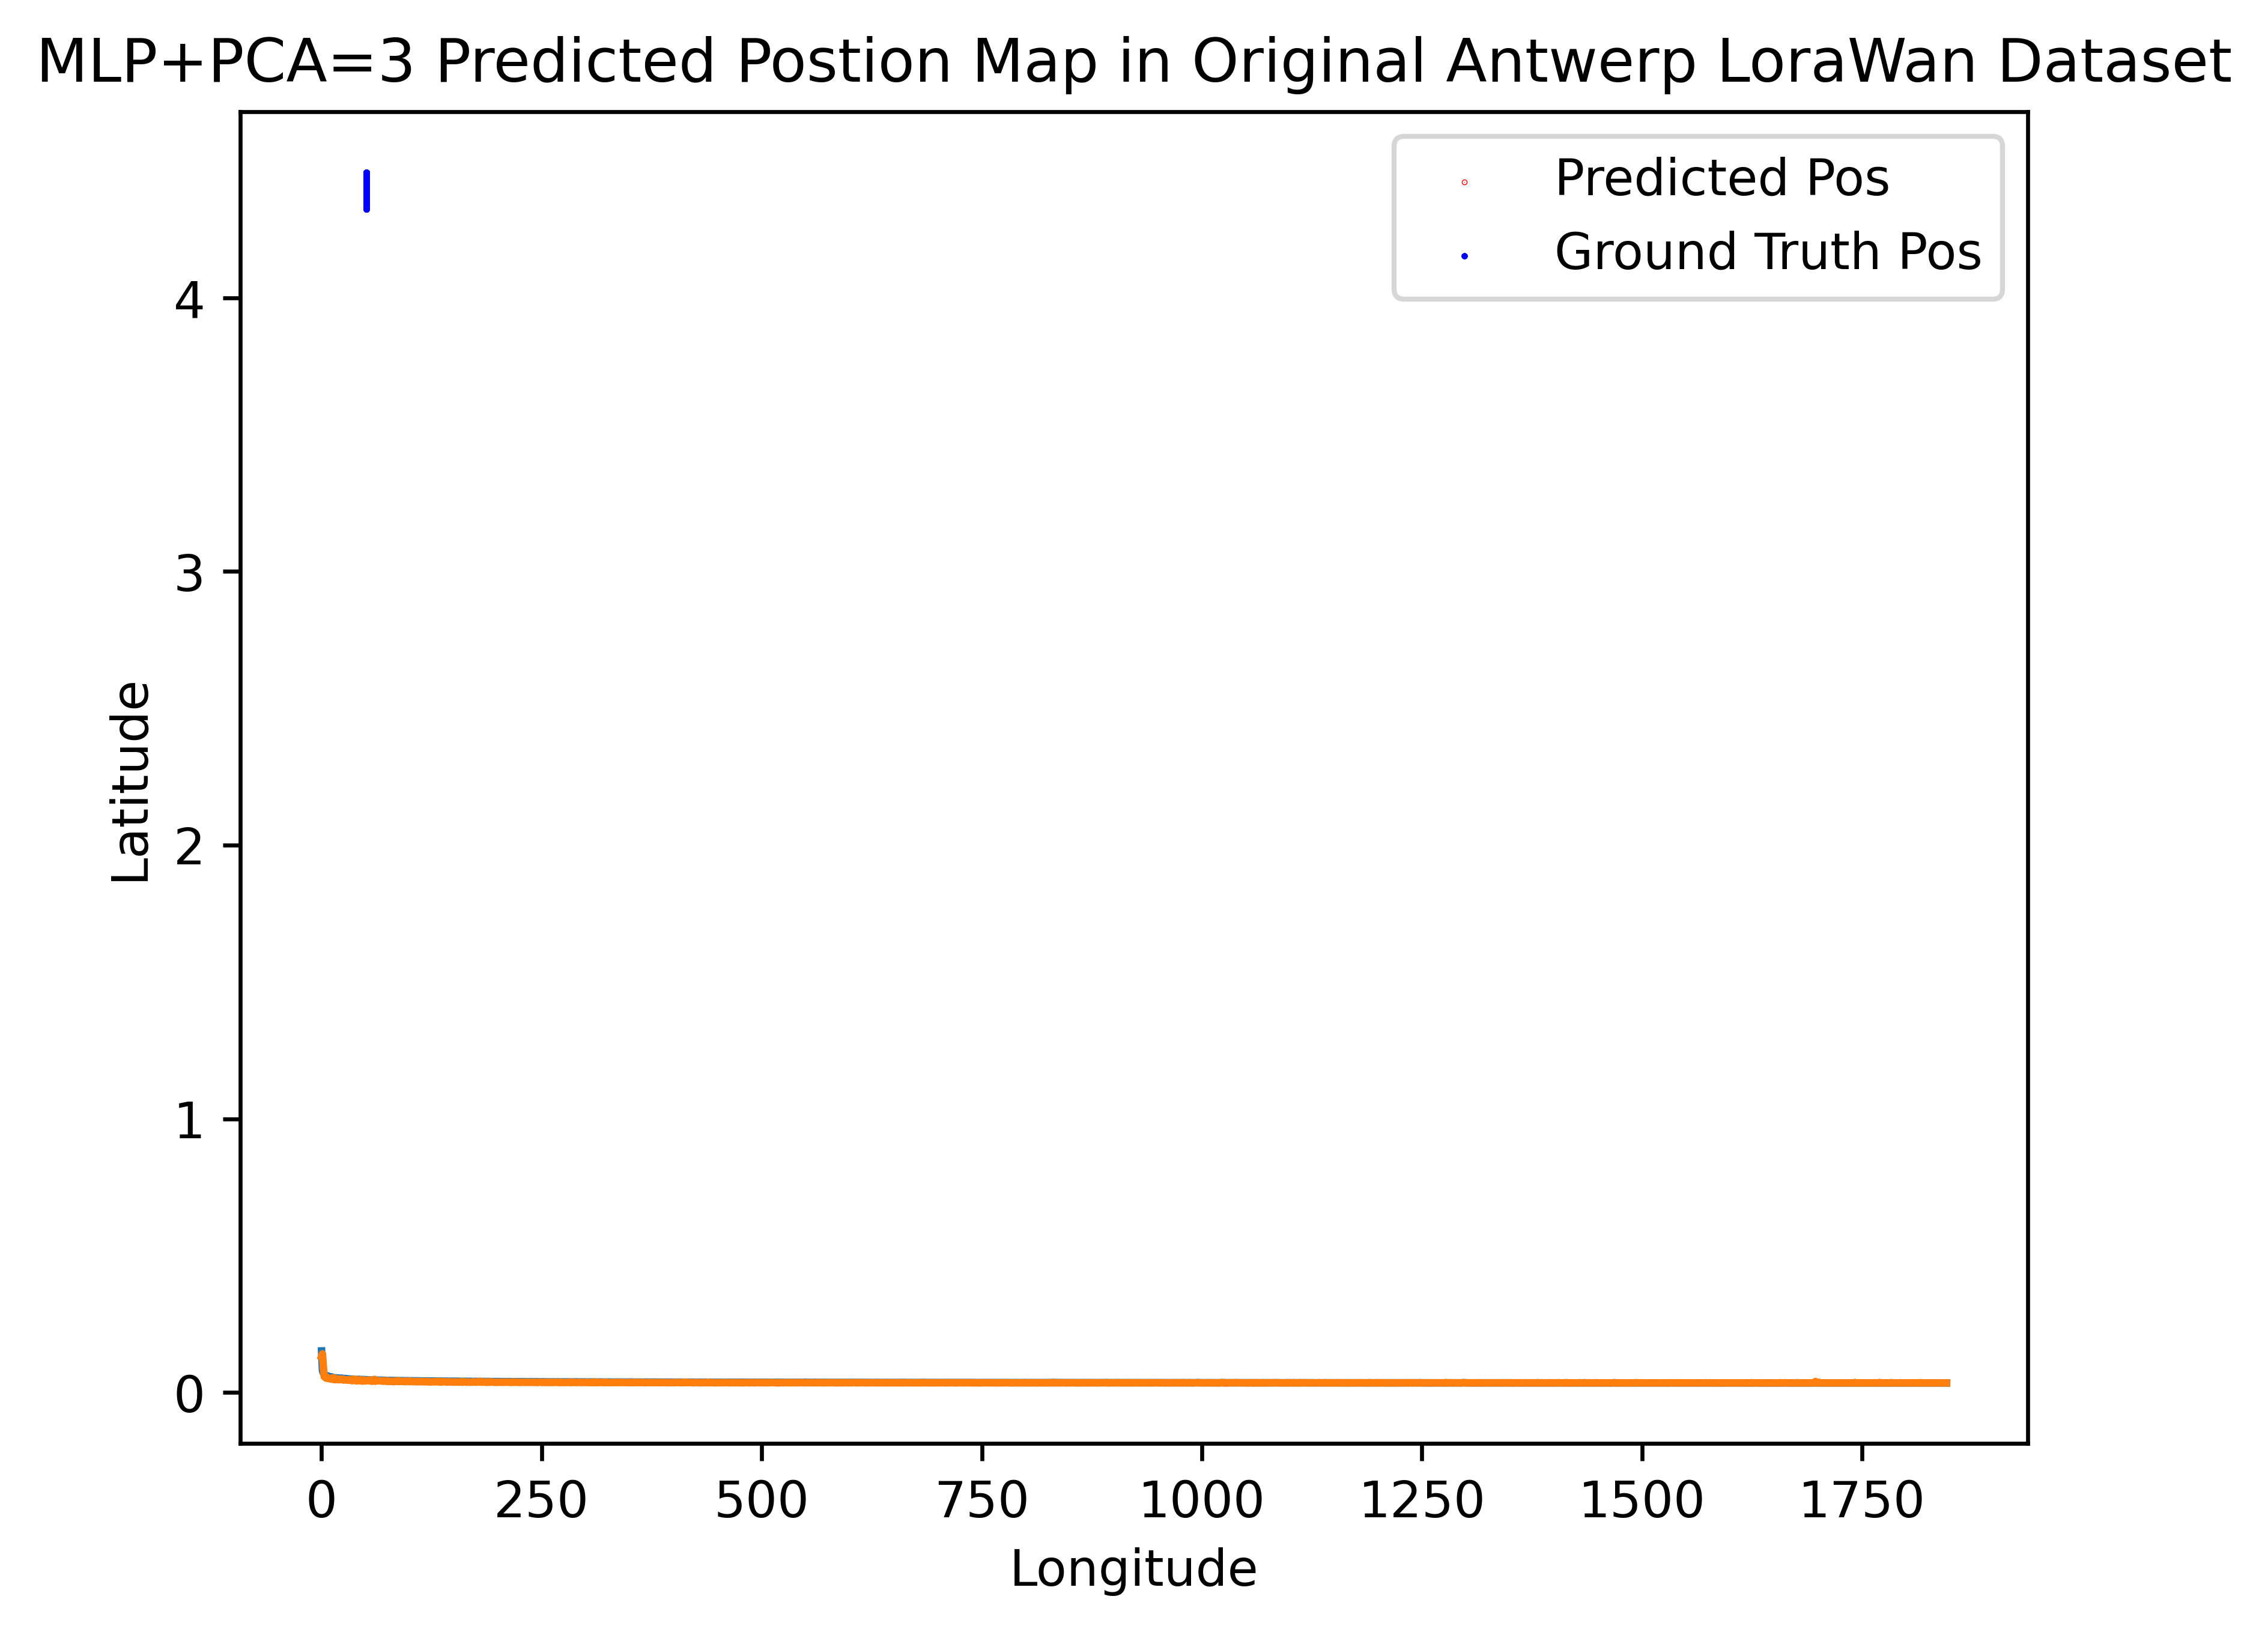 MLP+PCA=3 Predicted Postion Map in Original Antwerp LoraWan Dataset
Predicted Pos
Ground Truth Pos
4
3
2
1
0
Latitude
0 250 500 750 1000 1250 1500 1750
Longitude